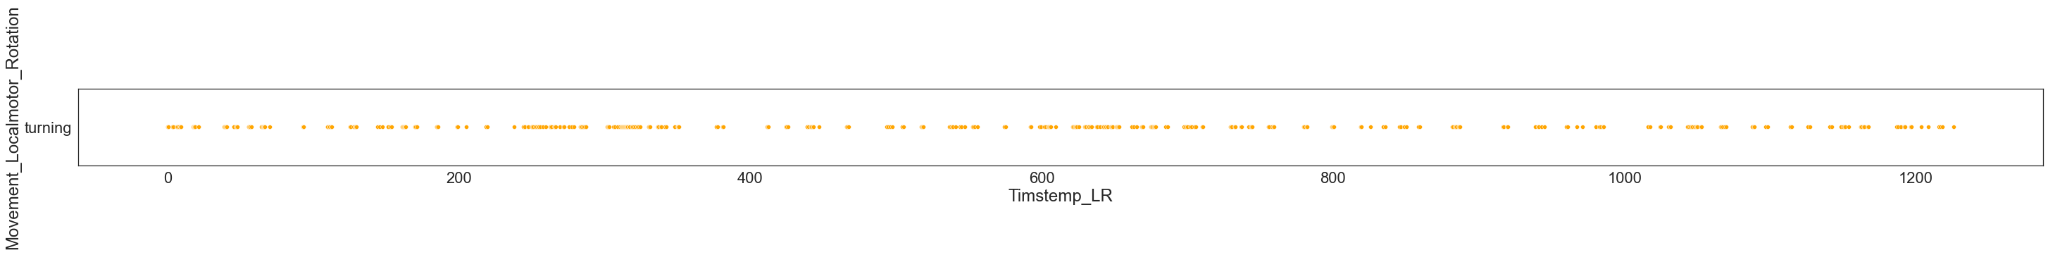 Movement_Localmotor_Rotation
turning
0 200 400 600 800 1000 1200
Timstemp_LR